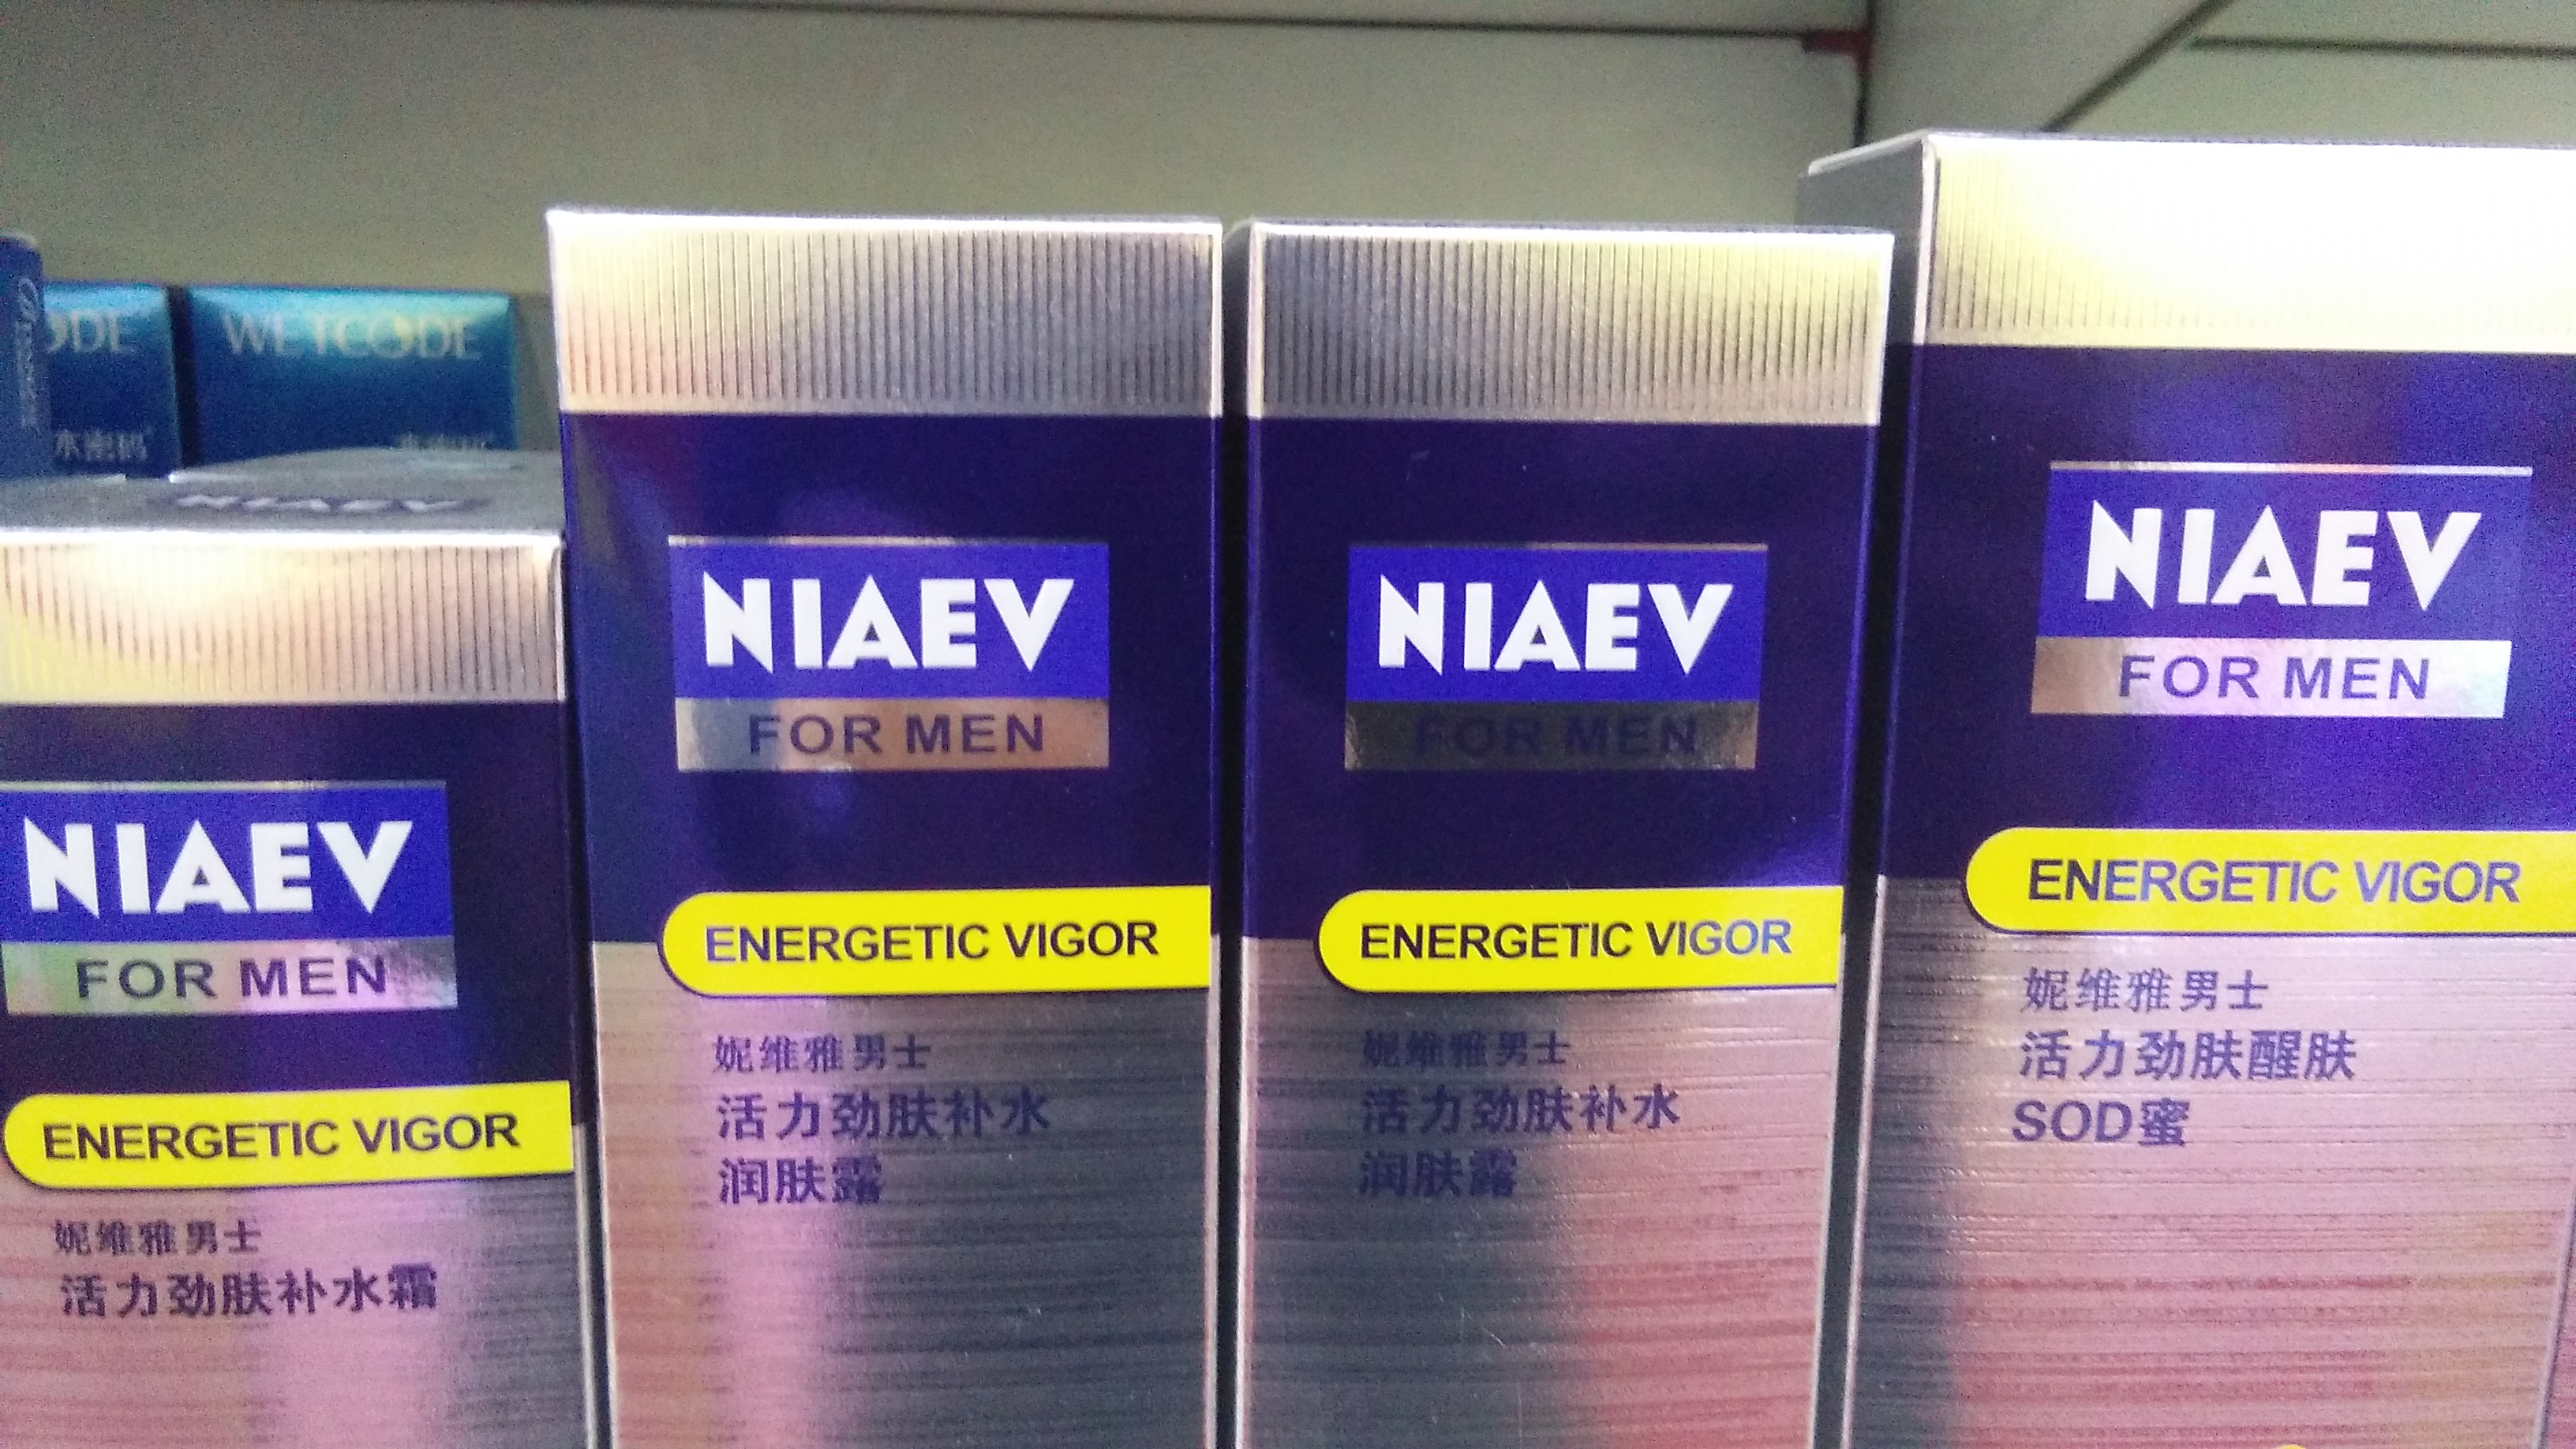 WETCODE
水密码
NIAEV
NIAEV
FOR MEN
ENERGETIC VIGOR
妮维雅男士
活力劲肤补水霜
NIAEV
FOR MEN
ENERGETIC VIGOR
妮维雅男士
活力劲肤补水
润肤露
NIAEV
FOR MEN
ENERGETIC VIGOR
妮维雅男士
活力劲肤补水
润肤露
NIAEV
FOR MEN
ENERGETIC VIGOR
妮维雅男士
活力劲肤醒肤
SOD蜜